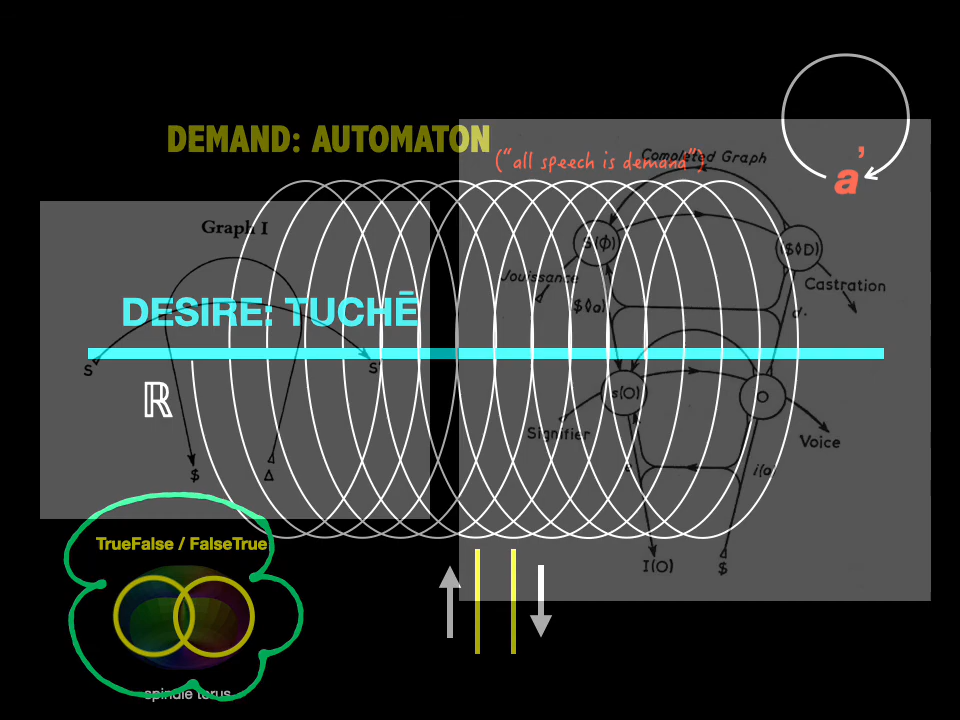 DEMAND: AUTOMATON
("all speech is demand")
Completed Graph
a’
Graph I
S(Ø)
($◊D)
Jouissance
Castration
($◊a)
d
DESIRE: TUCHĒ
S
S'
ℝ
s(O)
O
Signifier
Voice
i(o)
$
Δ
TrueFalse / FalseTrue
I(O)
$
spindle torus